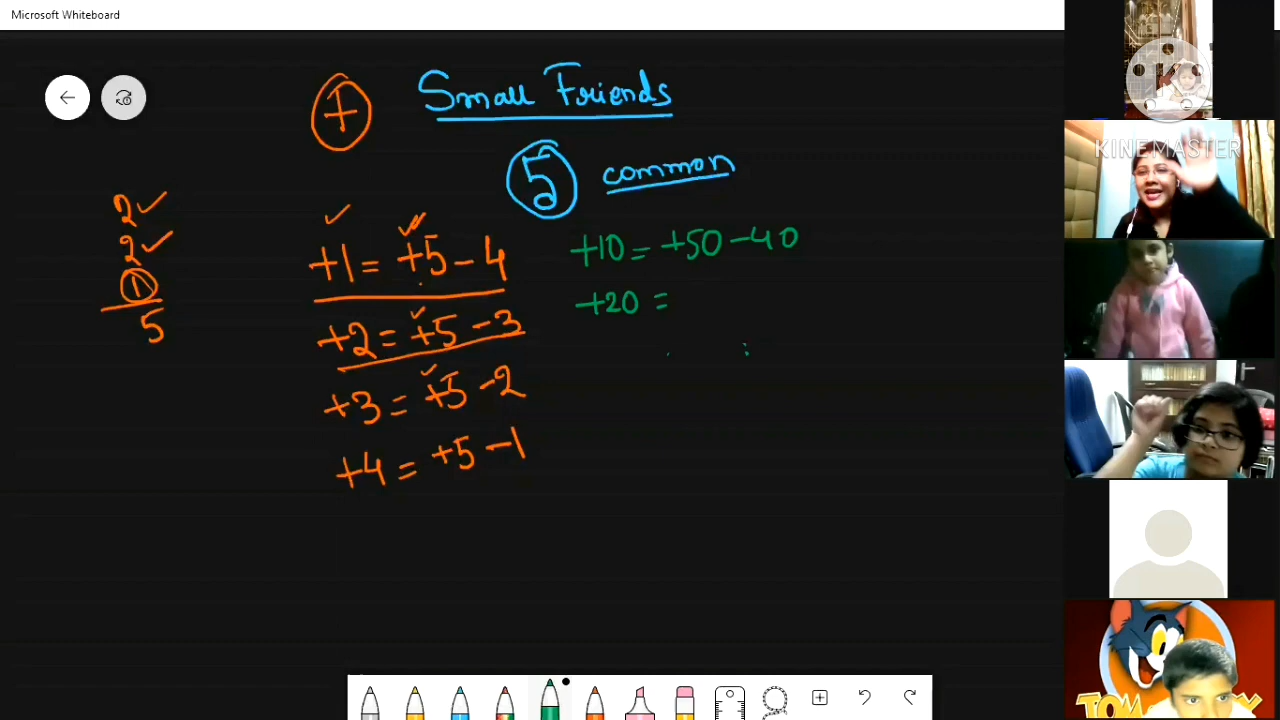 Microsoft Whiteboard
+ Small Friends
5 common
2
2
1
5
+1 = +5 - 4
+2 = +5 - 3
+3 = +5 - 2
+4 = +5 - 1
+10 = +50 - 40
+20 =
KINEMASTER
TOM